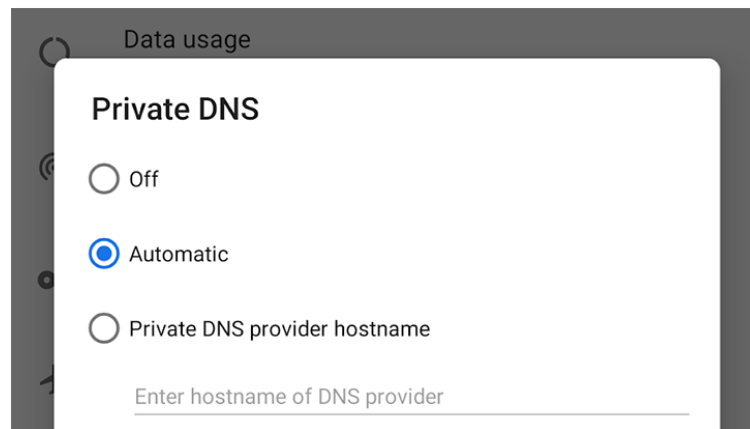 Data usage
Private DNS
Off
Automatic
Private DNS provider hostname
Enter hostname of DNS provider